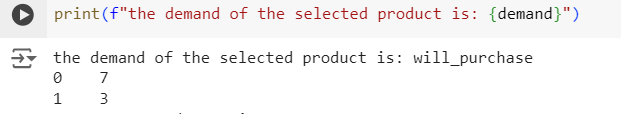 print(f"the demand of the selected product is: {demand}")
the demand of the selected product is: will_purchase
0    7
1    3